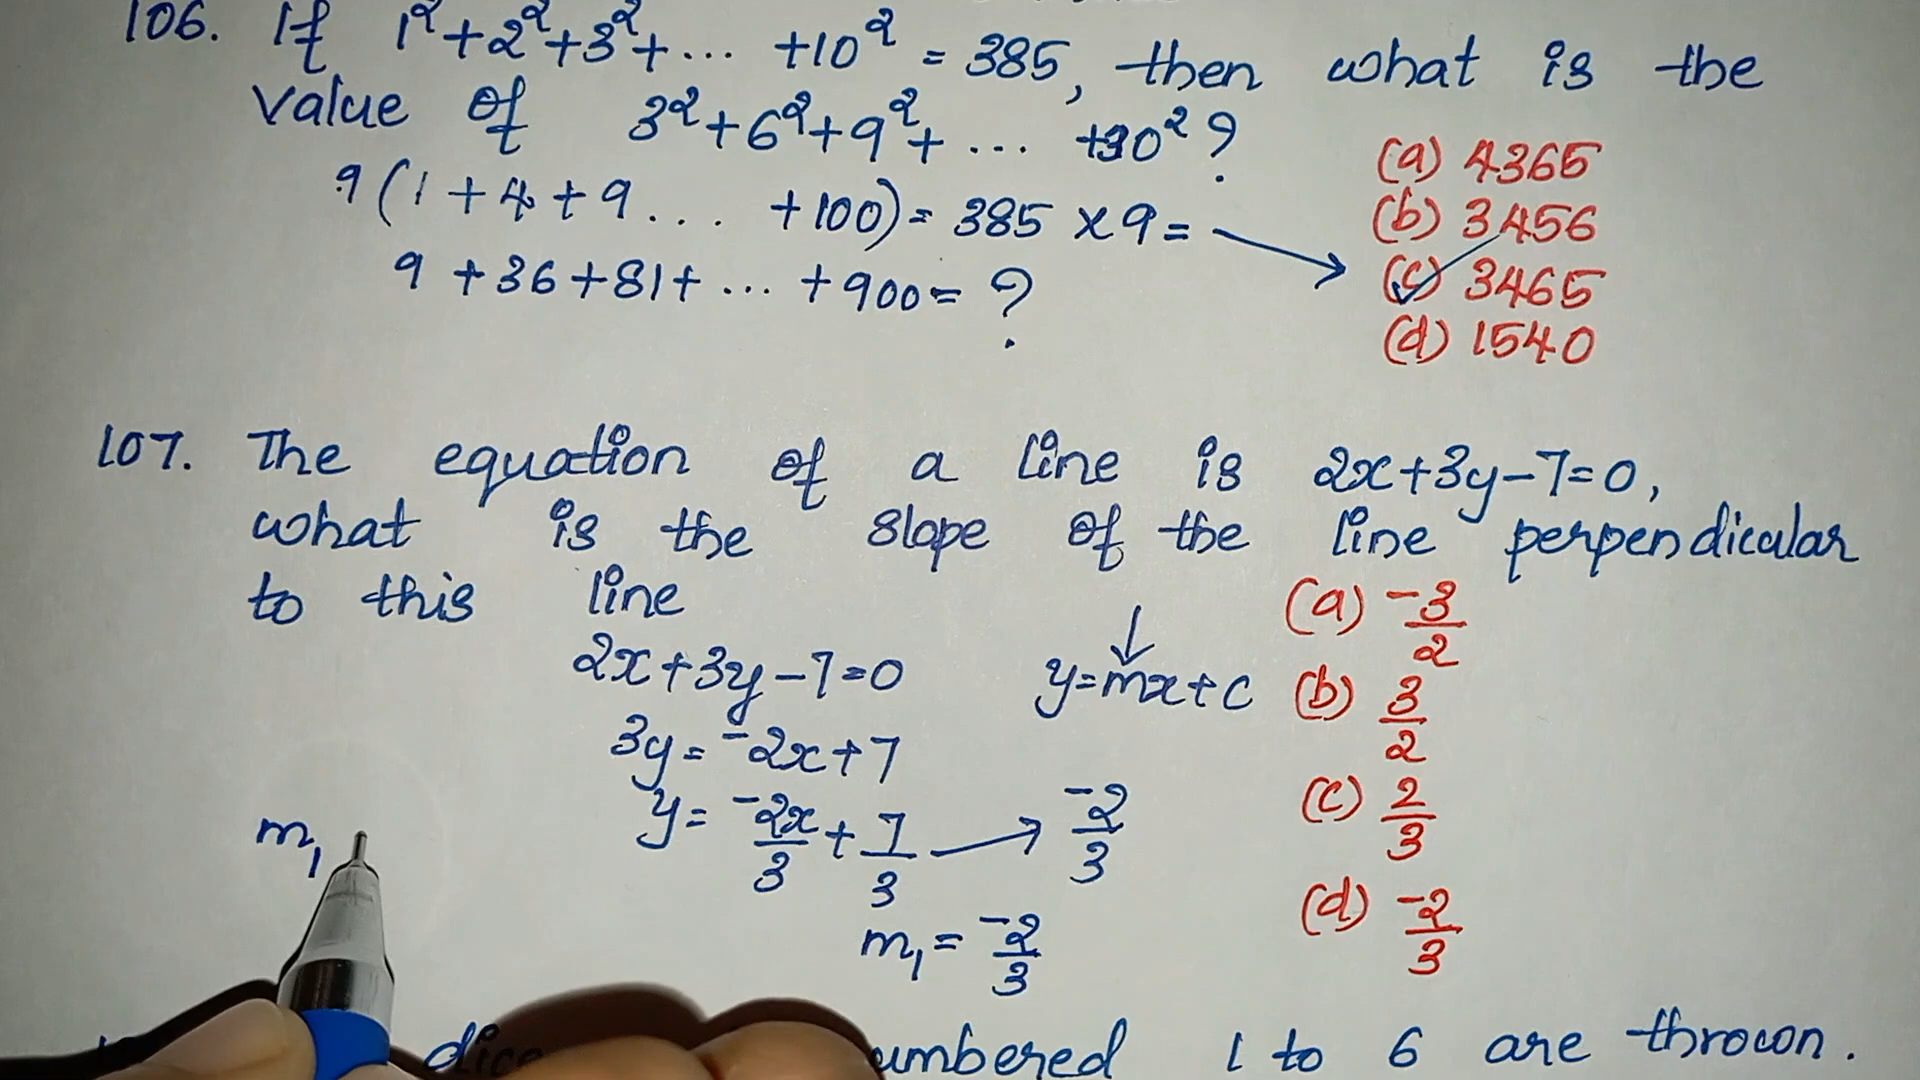 106. If 1²+2²+3²+... +10² = 385, then what is the
value of 3²+6²+9²+ ... +30²?
9(1+4+9... +100)= 385 x9=
9 +36+81+ ... +900= ?
(a) 4365
(b) 3456
(c) 3465
(d) 1540
107. The equation of a line is 2x+3y-7=0,
what is the slope of the line perpendicular
to this line
2x+3y-7=0
y=mx+c
3y= -2x+7
y= -2x/3 + 7/3 → -2/3
m₁ = -2/3
m₁
(a) -3/2
(b) 3/2
(c) 2/3
(d) -2/3
1 to 6 are thrown.